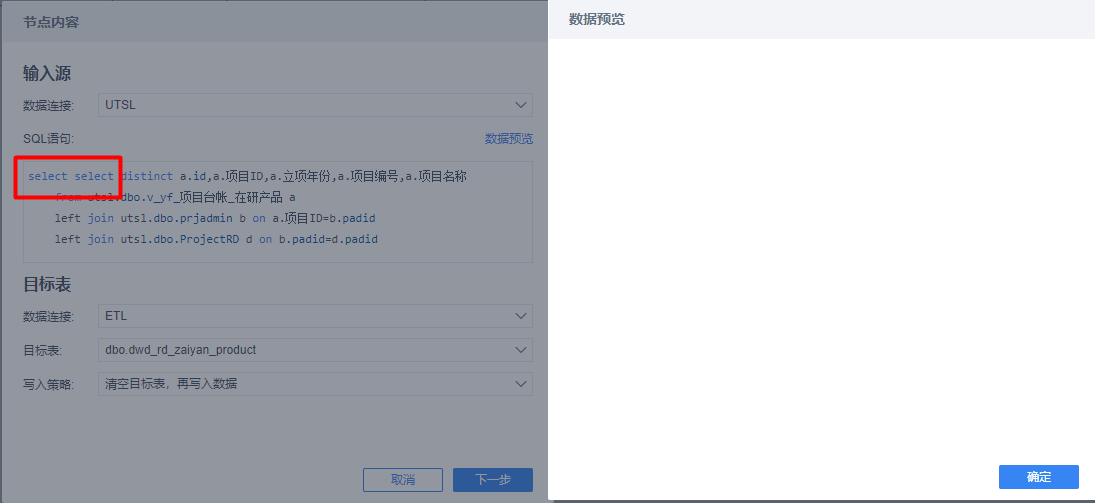 节点内容
输入源
数据连接: UTSL
SQL语句: 数据预览
select select distinct a.id,a.项目ID,a.立项年份,a.项目编号,a.项目名称
from utsl.dbo.v_yf_项目台帐_在研产品 a
left join utsl.dbo.prjadmin b on a.项目ID=b.padid
left join utsl.dbo.ProjectRD d on b.padid=d.padid
目标表
数据连接: ETL
目标表: dbo.dwd_rd_zaiyan_product
写入策略: 清空目标表，再写入数据
取消 下一步
数据预览
确定